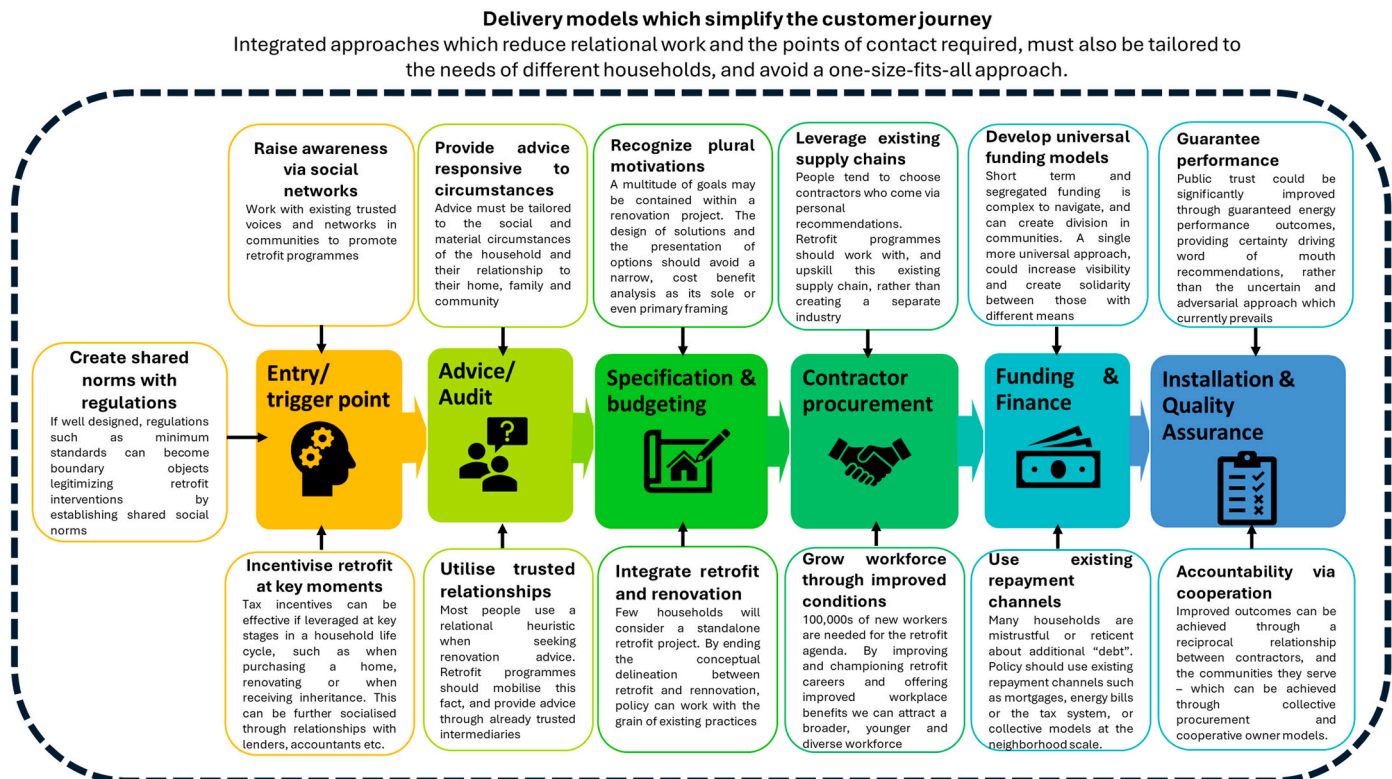 Delivery models which simplify the customer journey
Integrated approaches which reduce relational work and the points of contact required, must also be tailored to
the needs of different households, and avoid a one-size-fits-all approach.
Raise awareness
via social
networks
Work with existing trusted
voices and networks in
communities to promote
retrofit programmes
Provide advice
responsive to
circumstances
Advice must be tailored
to the social and
material circumstances
of the household and
their relationship to
their home, family and
community
Recognize plural
motivations
A multitude of goals may
be contained within a
renovation project. The
design of solutions and
the presentation of
options should avoid a
narrow, cost benefit
analysis as its sole or
even primary framing
Leverage existing
supply chains
People tend to choose
contractors who come via
personal
recommendations.
Retrofit programmes
should work with, and
upskill this existing
supply chain, rather than
creating a separate
industry
Develop universal
funding models
Short term and
segregated funding is
complex to navigate, and
can create division in
communities. A single
more universal approach,
could increase visibility
and create solidarity
between those with
different means
Guarantee
performance
Public trust could be
significantly improved
through guaranteed energy
performance outcomes,
providing certainty driving
word of mouth
recommendations, rather
than the uncertain and
adversarial approach which
currently prevails
Create shared
norms with
regulations
If well designed, regulations
such as minimum
standards can become
boundary objects
legitimizing retrofit
interventions by
establishing shared social
norms
Entry/
trigger point
Advice/
Audit
?
Specification &
budgeting
Contractor
procurement
Funding &
Finance
Installation &
Quality
Assurance
Incentivise retrofit
at key moments
Tax incentives can be
effective if leveraged at key
stages in a household life
cycle, such as when
purchasing a home,
renovating or when
receiving inheritance. This
can be further socialised
through relationships with
lenders, accountants etc.
Utilise trusted
relationships
Most people use a
relational heuristic
when seeking
renovation advice.
Retrofit programmes
should mobilise this
fact, and provide advice
through already trusted
intermediaries
Integrate retrofit
and renovation
Few households will
consider a standalone
retrofit project. By ending
the conceptual
delineation between
retrofit and rennovation,
policy can work with the
grain of existing practices
Grow workforce
through improved
conditions
100,000s of new workers
are needed for the retrofit
agenda. By improving
and championing retrofit
careers and offering
improved workplace
benefits we can attract a
broader, younger and
diverse workforce
Use existing
repayment
channels
Many households are
mistrustful or reticent
about additional “debt”.
Policy should use existing
repayment channels such
as mortgages, energy bills
or the tax system, or
collective models at the
neighborhood scale.
Accountability via
cooperation
Improved outcomes can be
achieved through a
reciprocal relationship
between contractors, and
the communities they serve
– which can be achieved
through collective
procurement and
cooperative owner models.